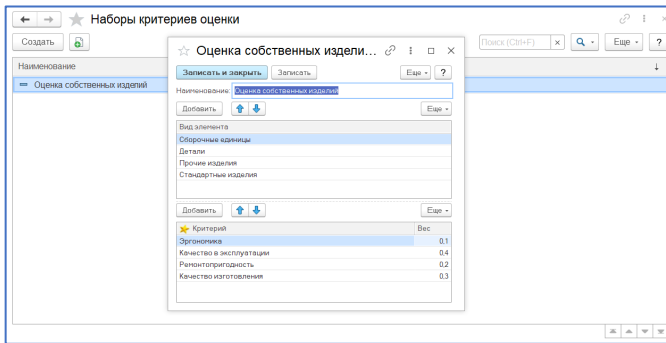 Наборы критериев оценки
Создать Поиск (Ctrl+F) × Еще ?
Наименование ↓
Оценка собственных изделий
Оценка собственных издели...
Записать и закрыть Записать Еще ?
Наименование: Оценка собственных изделий
Добавить Еще
Вид элемента
Сборочные единицы
Детали
Прочие изделия
Стандартные изделия
Добавить Еще
Критерий Вес
Эргономика 0,1
Качество в эксплуатации 0,4
Ремонтопригодность 0,2
Качество изготовления 0,3